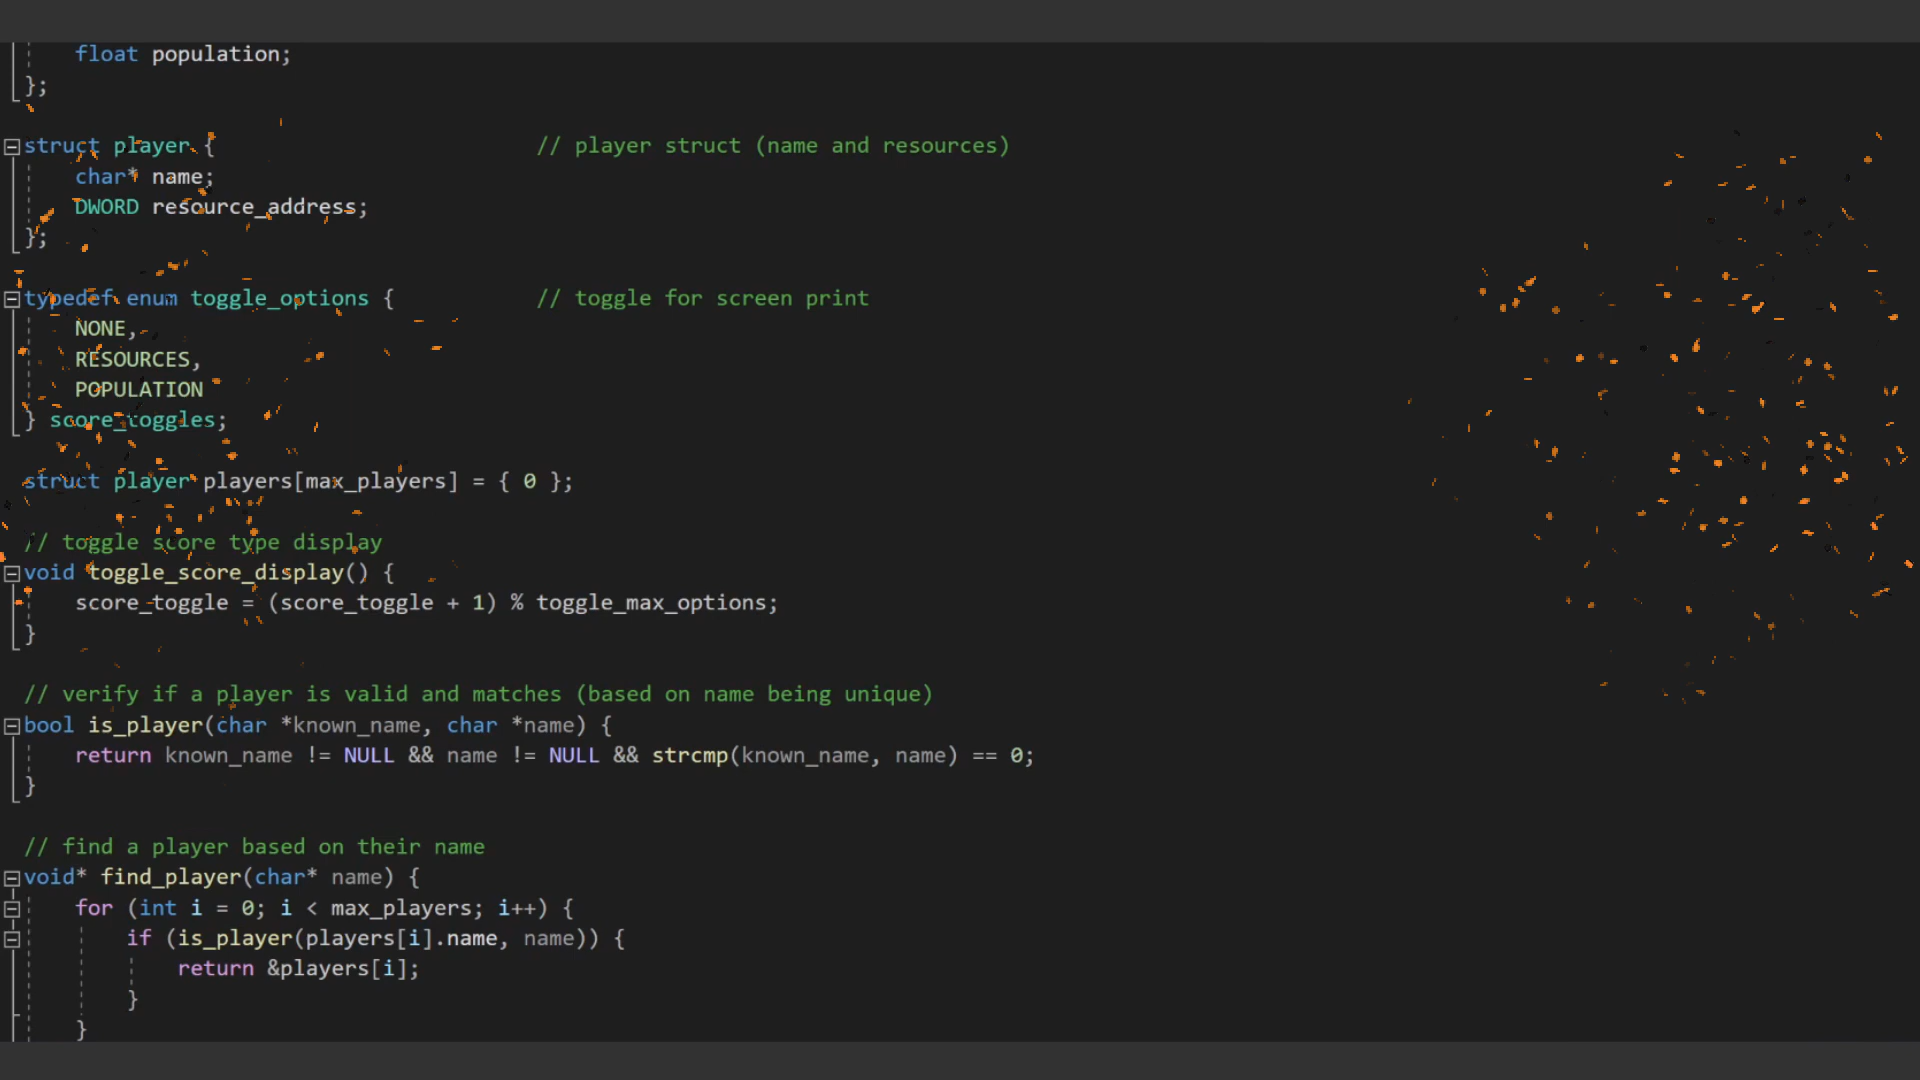 float population;
};
struct player { // player struct (name and resources)
char* name;
DWORD resource_address;
};
typedef enum toggle_options { // toggle for screen print
NONE,
RESOURCES,
POPULATION
} score_toggles;
struct player players[max_players] = { 0 };
// toggle score type display
void toggle_score_display() {
score_toggle = (score_toggle + 1) % toggle_max_options;
}
// verify if a player is valid and matches (based on name being unique)
bool is_player(char *known_name, char *name) {
return known_name != NULL && name != NULL && strcmp(known_name, name) == 0;
}
// find a player based on their name
void* find_player(char* name) {
for (int i = 0; i < max_players; i++) {
if (is_player(players[i].name, name)) {
return &players[i];
}
}